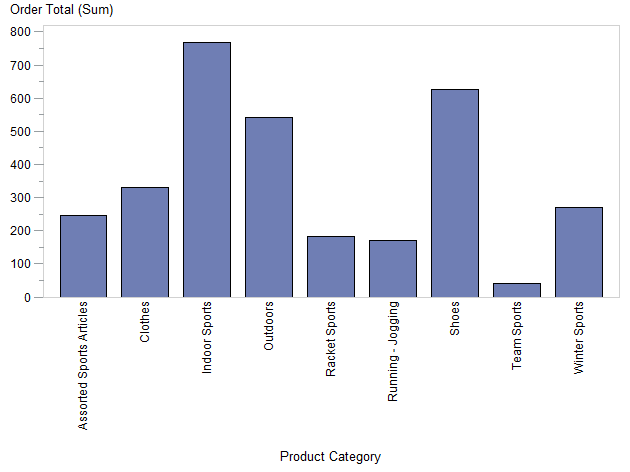 Order Total (Sum)
800
700
600
500
400
300
200
100
0
Assorted Sports Articles
Clothes
Indoor Sports
Outdoors
Racket Sports
Running - Jogging
Shoes
Team Sports
Winter Sports
Product Category